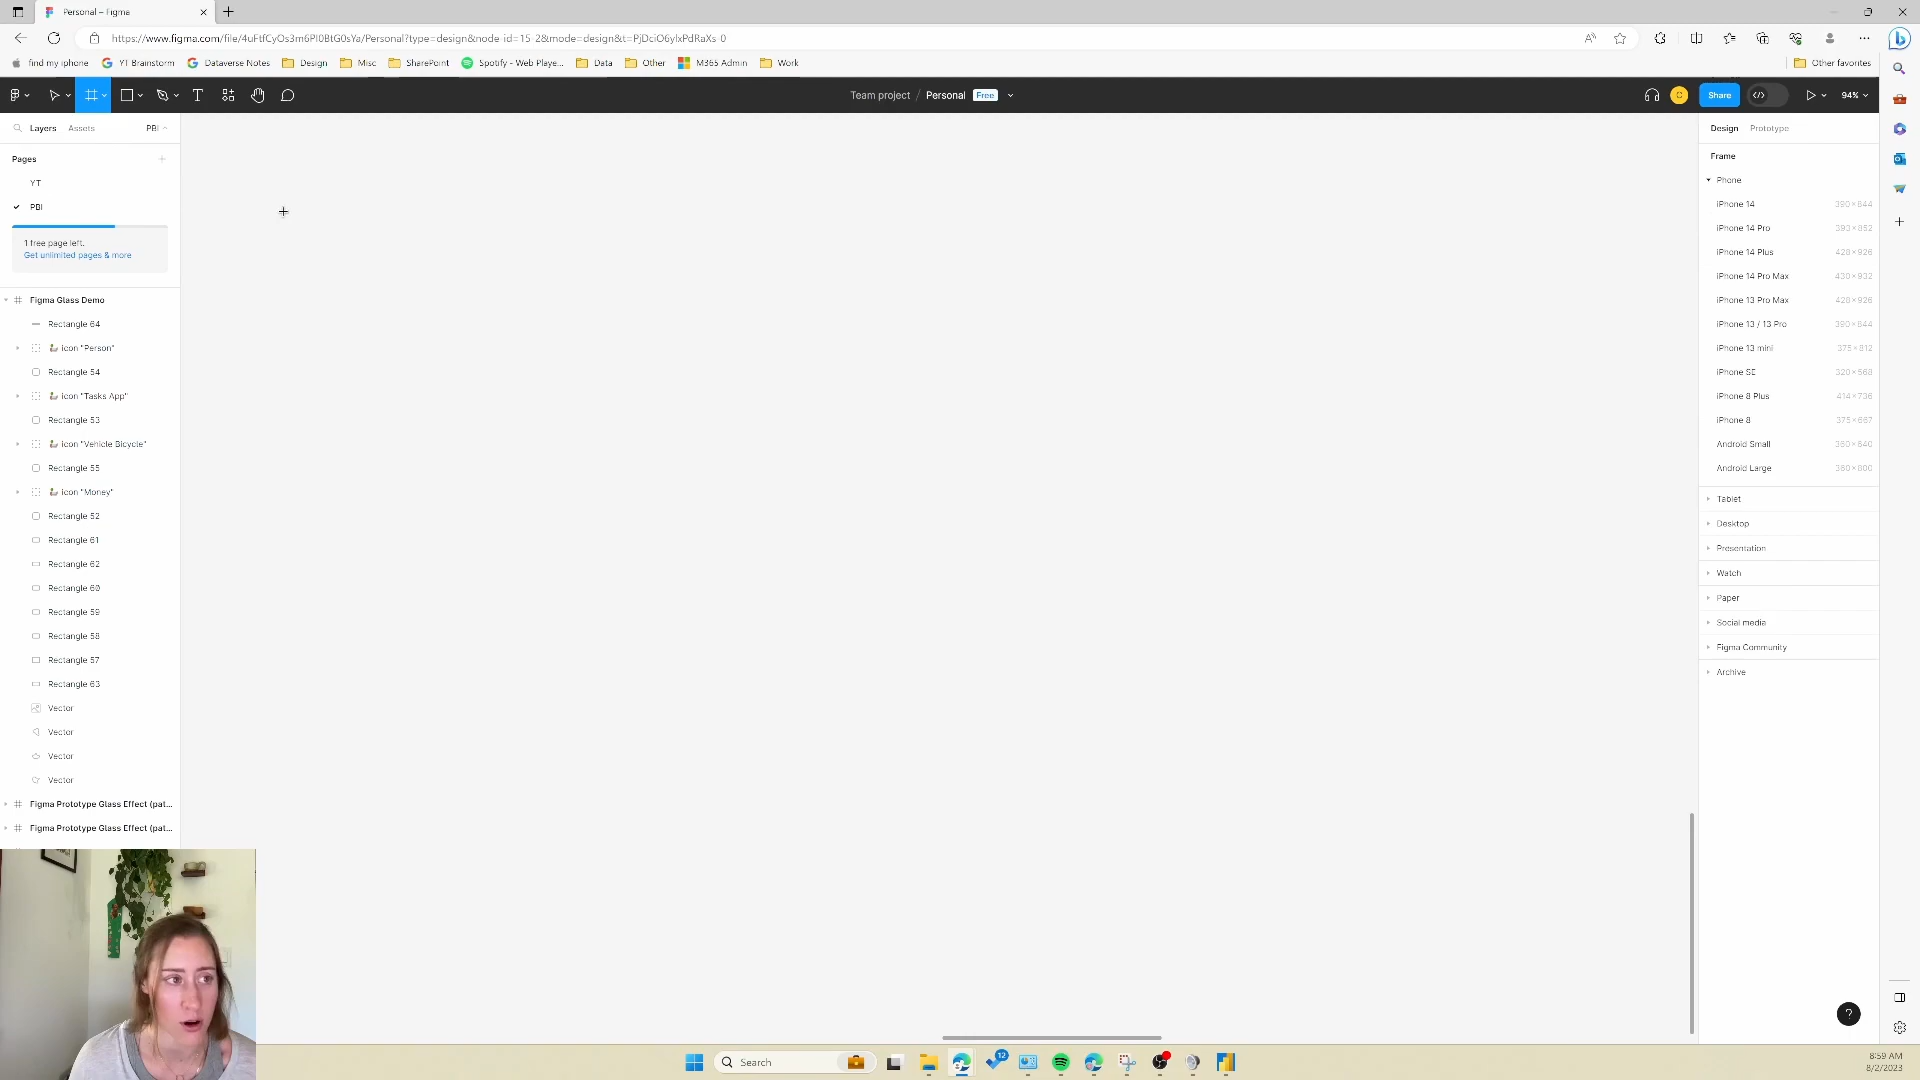 Personal – Figma
https://www.figma.com/file/4uFtfCyOs3m6Pl0BtG0sYa/Personal?type=design&node-id=15-2&mode=design&t=PjDciO6ylxPdRaXs-0
find my iphone
YT Brainstorm
Dataverse Notes
Design
Misc
SharePoint
Spotify - Web Playe...
Data
Other
M365 Admin
Work
Other favorites
Team project / Personal Free
Share
94%
Layers Assets PBI
Pages
YT
PBI
1 free page left.
Get unlimited pages & more
Figma Glass Demo
Rectangle 64
icon "Person"
Rectangle 54
icon "Tasks App"
Rectangle 53
icon "Vehicle Bicycle"
Rectangle 55
icon "Money"
Rectangle 52
Rectangle 61
Rectangle 62
Rectangle 60
Rectangle 59
Rectangle 58
Rectangle 57
Rectangle 63
Vector
Vector
Vector
Vector
Figma Prototype Glass Effect (pat...
Figma Prototype Glass Effect (pat...
Design Prototype
Frame
Phone
iPhone 14 390×844
iPhone 14 Pro 393×852
iPhone 14 Plus 428×926
iPhone 14 Pro Max 430×932
iPhone 13 Pro Max 428×926
iPhone 13 / 13 Pro 390×844
iPhone 13 mini 375×812
iPhone SE 320×568
iPhone 8 Plus 414×736
iPhone 8 375×667
Android Small 360×640
Android Large 360×800
Tablet
Desktop
Presentation
Watch
Paper
Social media
Figma Community
Archive
?
Search
12
8:59 AM
8/2/2023